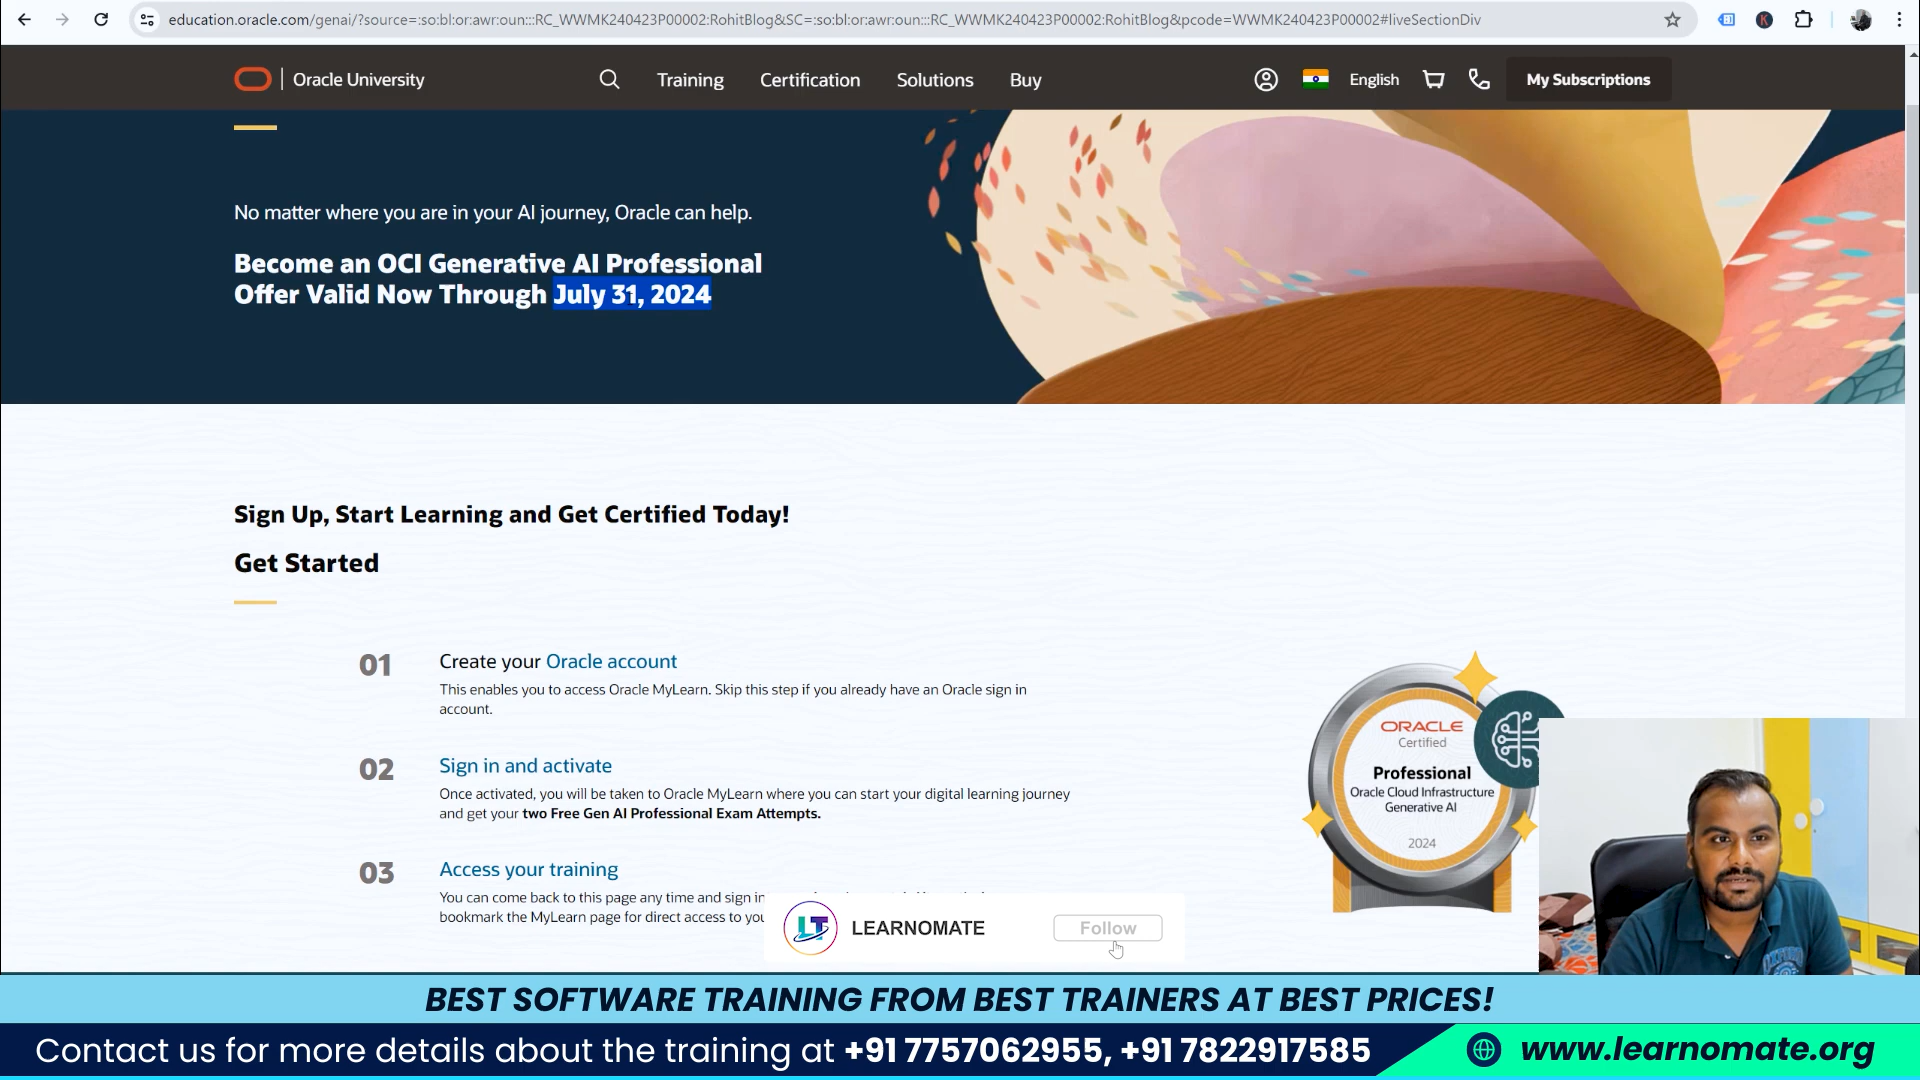 education.oracle.com/genai/?source=:so:bl:or:awr:oun:::RC_WWMK240423P00002:RohitBlog&SC=:so:bl:or:awr:oun:::RC_WWMK240423P00002:RohitBlog&pcode=WWMK240423P00002#liveSectionDiv
K
Oracle University
Training
Certification
Solutions
Buy
English
My Subscriptions
No matter where you are in your AI journey, Oracle can help.
Become an OCI Generative AI Professional
Offer Valid Now Through July 31, 2024
Sign Up, Start Learning and Get Certified Today!
Get Started
01
Create your Oracle account
This enables you to access Oracle MyLearn. Skip this step if you already have an Oracle sign in
account.
02
Sign in and activate
Once activated, you will be taken to Oracle MyLearn where you can start your digital learning journey
and get your two Free Gen AI Professional Exam Attempts.
03
Access your training
You can come back to this page any time and sign in
bookmark the MyLearn page for direct access to you
ORACLE
Certified
Professional
Oracle Cloud Infrastructure
Generative AI
2024
LT
LEARNOMATE
Follow
BEST SOFTWARE TRAINING FROM BEST TRAINERS AT BEST PRICES!
Contact us for more details about the training at +91 7757062955, +91 7822917585
www.learnomate.org